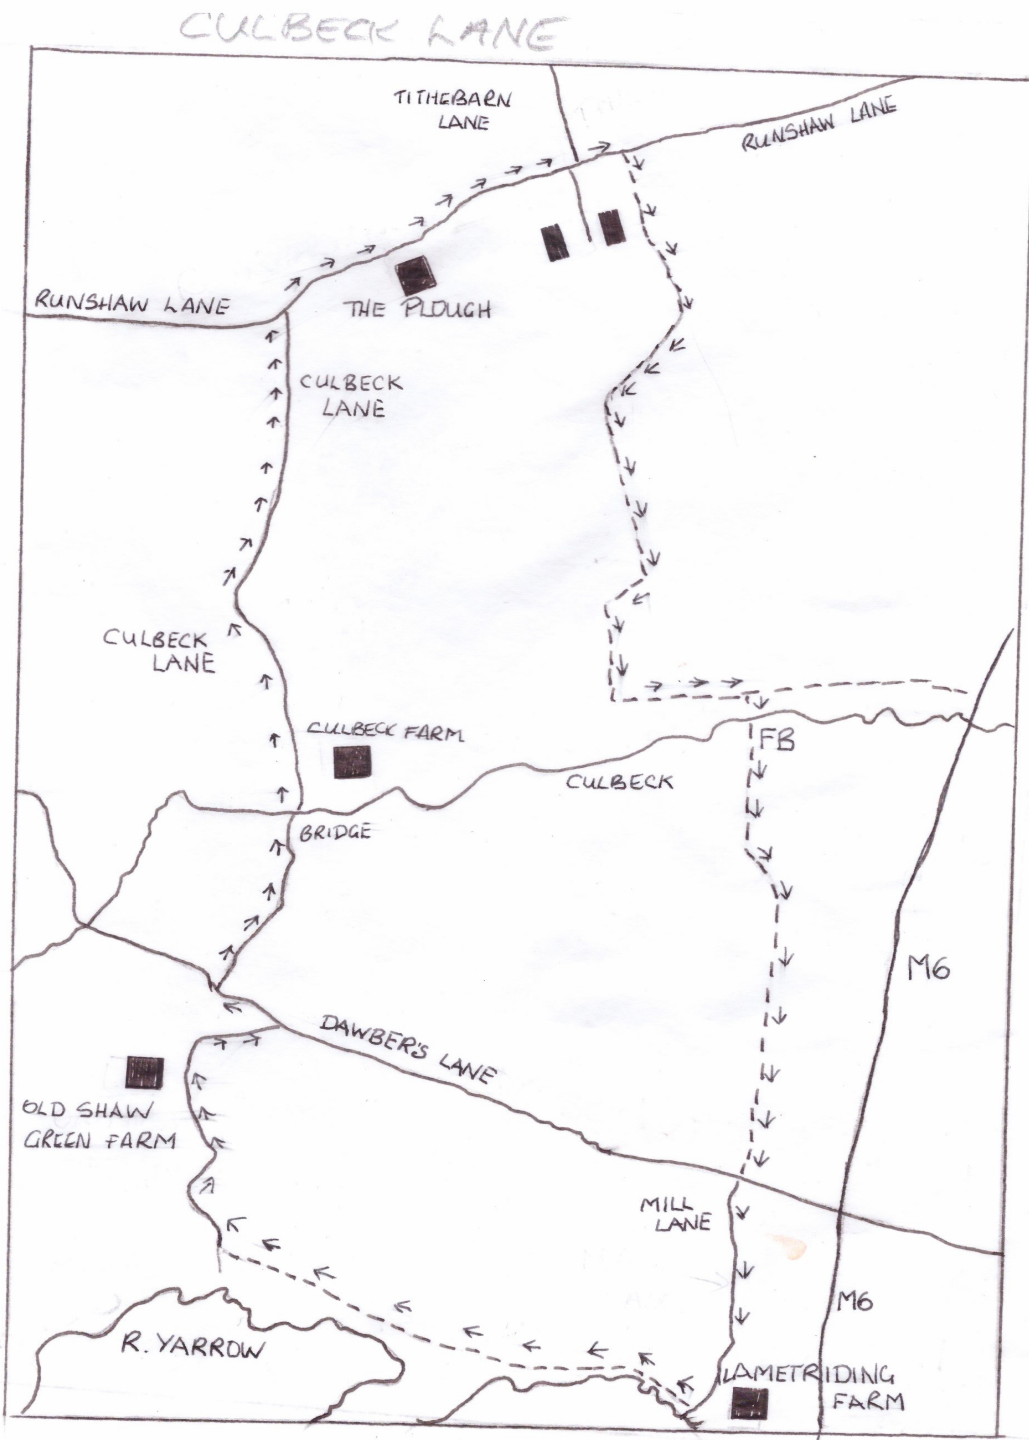 CULBECK LANE
TITHEBARN
LANE
RUNSHAW LANE
RUNSHAW LANE
THE PLOUGH
CULBECK
LANE
CULBECK
LANE
CULBECK FARM
FB
CULBECK
BRIDGE
M6
DAWBER'S LANE
OLD SHAW
GREEN FARM
MILL
LANE
M6
R. YARROW
LAMETRIDING
FARM